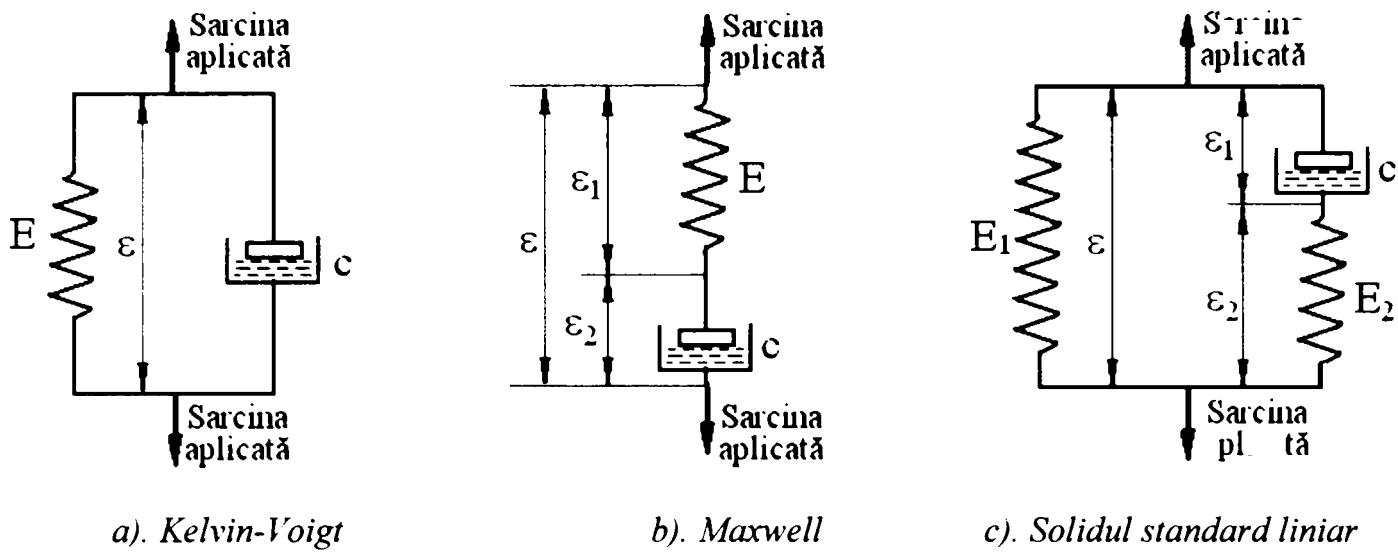 Sarcina
aplicată
E
ε
c
Sarcina
aplicată
a). Kelvin-Voigt
Sarcina
aplicată
ε
ε1
E
ε2
c
Sarcina
aplicată
b). Maxwell
aplicată
E1
ε
ε1
c
ε2
E2
Sarcina
c). Solidul standard liniar